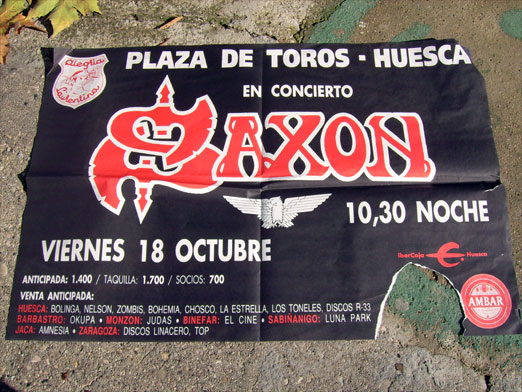 Alegria
Laurentina
PLAZA DE TOROS · HUESCA
EN CONCIERTO
SAXON
10,30 NOCHE
VIERNES 18 OCTUBRE
IberCaja Huesca
ANTICIPADA: 1.400 / TAQUILLA: 1.700 / SOCIOS: 700
VENTA ANTICIPADA:
HUESCA: BOLINGA, NELSON, ZOMBIS, BOHEMIA, CHOSCO, LA ESTRELLA, LOS TONELES, DISCOS R-33
BARBASTRO: OKUPA · MONZON: JUDAS · BINEFAR: EL CINE · SABIÑANIGO: LUNA PARK
JACA: AMNESIA · ZARAGOZA: DISCOS LINACERO, TOP
AMBAR